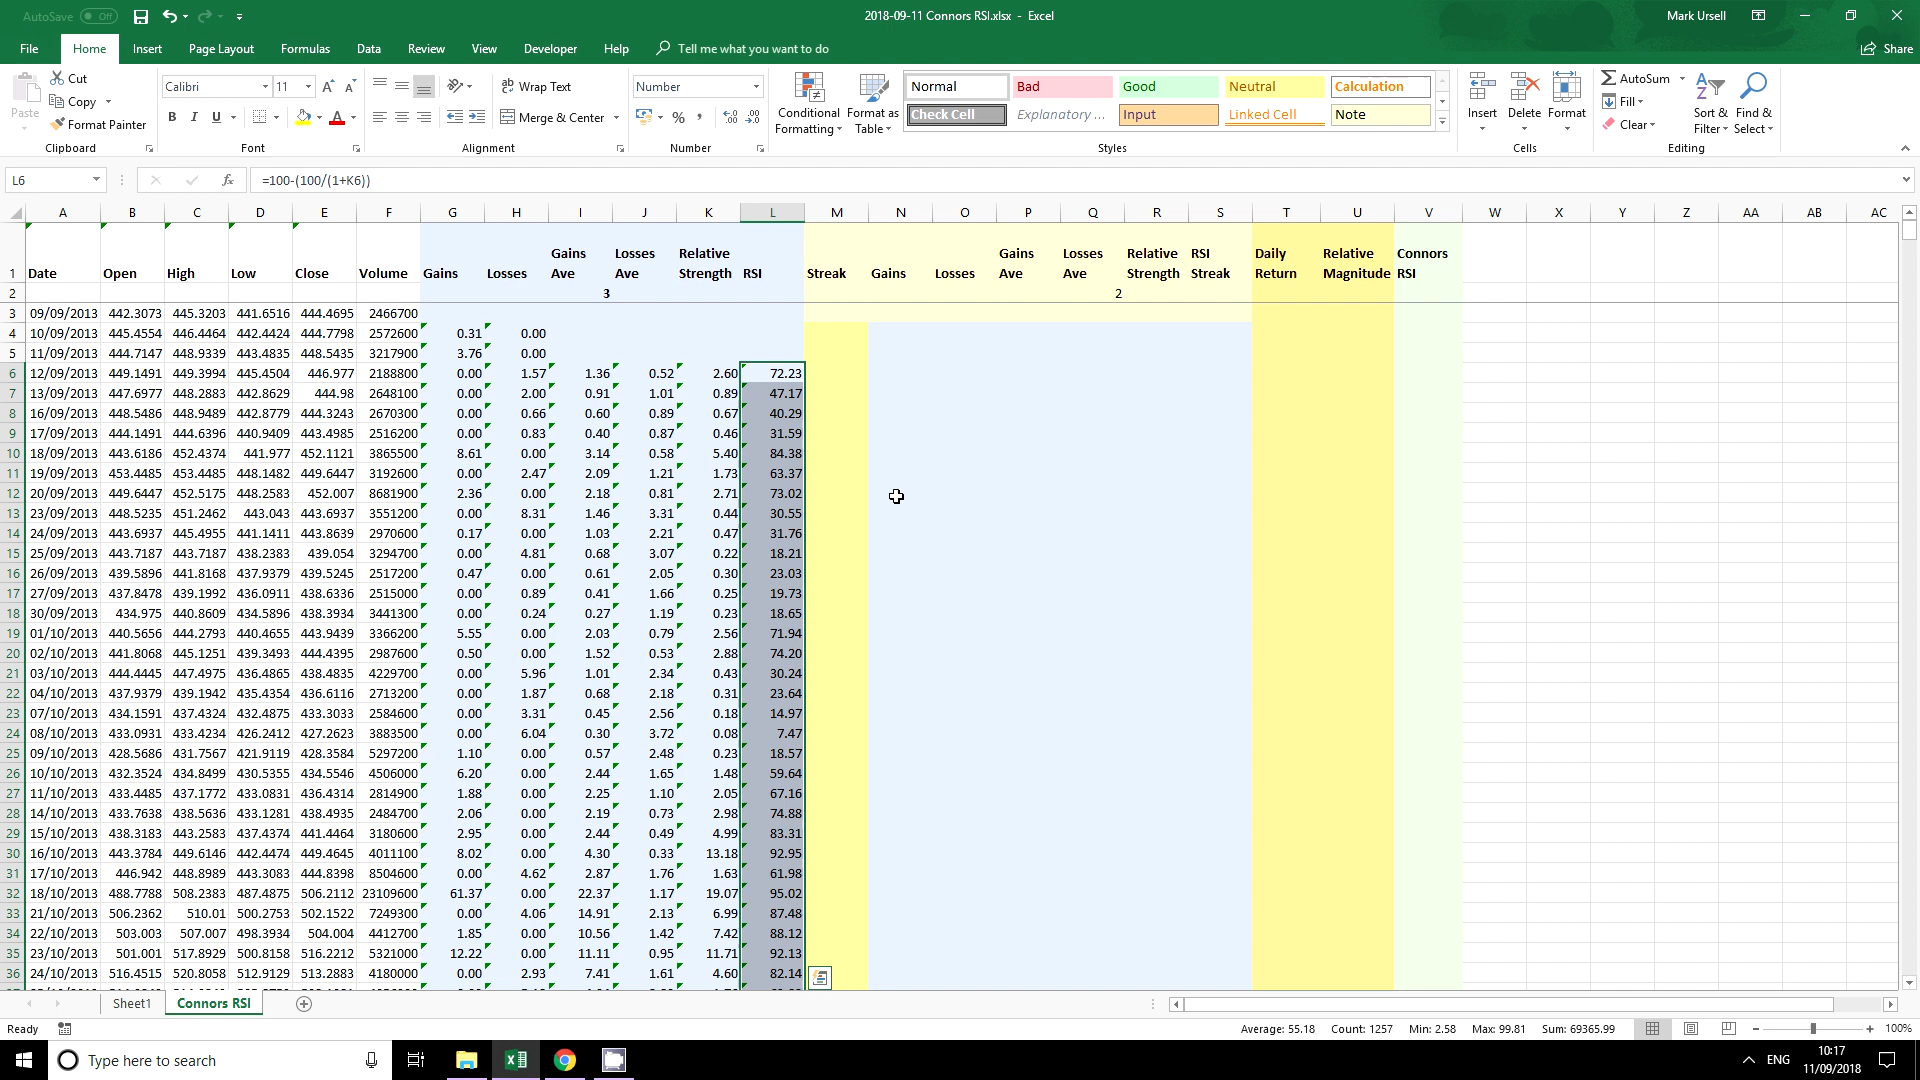 AutoSave Off 2018-09-11 Connors RSI.xlsx - Excel Mark Ursell
File Home Insert Page Layout Formulas Data Review View Developer Help Tell me what you want to do Share
Paste Cut Copy Format Painter Clipboard
Calibri 11 B I U A A A Font
Wrap Text Merge & Center Alignment
Number % , Number
Conditional Formatting Format as Table Normal Bad Good Neutral Calculation
Check Cell Explanatory ... Input Linked Cell Note Styles
Insert Delete Format Cells
AutoSum Fill Clear Sort & Filter Find & Select Editing
L6 fx =100-(100/(1+K6))
A B C D E F G H I J K L M N O P Q R S T U V W X Y Z AA AB AC
1 Date Open High Low Close Volume Gains Losses Gains Ave Losses Ave Relative Strength RSI Streak Gains Losses Gains Ave Losses Ave Relative Strength RSI Streak Daily Return Relative Magnitude Connors RSI
2 3 2
3 09/09/2013 442.3073 445.3203 441.6516 444.4695 2466700
4 10/09/2013 445.4554 446.4464 442.4424 444.7798 2572600 0.31 0.00
5 11/09/2013 444.7147 448.9339 443.4835 448.5435 3217900 3.76 0.00
6 12/09/2013 449.1491 449.3994 445.4504 446.977 2188800 0.00 1.57 1.36 0.52 2.60 72.23
7 13/09/2013 447.6977 448.2883 442.8629 444.98 2648100 0.00 2.00 0.91 1.01 0.89 47.17
8 16/09/2013 448.5486 448.9489 442.8779 444.3243 2670300 0.00 0.66 0.60 0.89 0.67 40.29
9 17/09/2013 444.1491 444.6396 440.9409 443.4985 2516200 0.00 0.83 0.40 0.87 0.46 31.59
10 18/09/2013 443.6186 452.4374 441.977 452.1121 3865500 8.61 0.00 3.14 0.58 5.40 84.38
11 19/09/2013 453.4485 453.4485 448.1482 449.6447 3192600 0.00 2.47 2.09 1.21 1.73 63.37
12 20/09/2013 449.6447 452.5175 448.2583 452.007 8681900 2.36 0.00 2.18 0.81 2.71 73.02
13 23/09/2013 448.5235 451.2462 443.043 443.6937 3551200 0.00 8.31 1.46 3.31 0.44 30.55
14 24/09/2013 443.6937 445.4955 441.1411 443.8639 2970600 0.17 0.00 1.03 2.21 0.47 31.76
15 25/09/2013 443.7187 443.7187 438.2383 439.054 3294700 0.00 4.81 0.68 3.07 0.22 18.21
16 26/09/2013 439.5896 441.8168 437.9379 439.5245 2517200 0.47 0.00 0.61 2.05 0.30 23.03
17 27/09/2013 437.8478 439.1992 436.0911 438.6336 2515000 0.00 0.89 0.41 1.66 0.25 19.73
18 30/09/2013 434.975 440.8609 434.5896 438.3934 3441300 0.00 0.24 0.27 1.19 0.23 18.65
19 01/10/2013 440.5656 444.2793 440.4655 443.9439 3366200 5.55 0.00 2.03 0.79 2.56 71.94
20 02/10/2013 441.8068 445.1251 439.3493 444.4395 2987600 0.50 0.00 1.52 0.53 2.88 74.20
21 03/10/2013 444.4445 447.4975 436.4865 438.4835 4229700 0.00 5.96 1.01 2.34 0.43 30.24
22 04/10/2013 437.9379 439.1942 435.4354 436.6116 2713200 0.00 1.87 0.68 2.18 0.31 23.64
23 07/10/2013 434.1591 437.4324 432.4875 433.3033 2584600 0.00 3.31 0.45 2.56 0.18 14.97
24 08/10/2013 433.0931 433.4234 426.2412 427.2623 3883500 0.00 6.04 0.30 3.72 0.08 7.47
25 09/10/2013 428.5686 431.7567 421.9119 428.3584 5297200 1.10 0.00 0.57 2.48 0.23 18.57
26 10/10/2013 432.3524 434.8499 430.5355 434.5546 4506000 6.20 0.00 2.44 1.65 1.48 59.64
27 11/10/2013 433.4485 437.1772 433.0831 436.4314 2814900 1.88 0.00 2.25 1.10 2.05 67.16
28 14/10/2013 433.7638 438.5636 433.1281 438.4935 2484700 2.06 0.00 2.19 0.73 2.98 74.88
29 15/10/2013 438.3183 443.2583 437.4374 441.4464 3180600 2.95 0.00 2.44 0.49 4.99 83.31
30 16/10/2013 443.3784 449.6146 442.4474 449.4645 4011100 8.02 0.00 4.30 0.33 13.18 92.95
31 17/10/2013 446.942 448.8989 443.3083 444.8398 8504600 0.00 4.62 2.87 1.76 1.63 61.98
32 18/10/2013 488.7788 508.2383 487.4875 506.2112 23109600 61.37 0.00 22.37 1.17 19.07 95.02
33 21/10/2013 506.2362 510.01 500.2753 502.1522 7249300 0.00 4.06 14.91 2.13 6.99 87.48
34 22/10/2013 503.003 507.007 498.3934 504.004 4412700 1.85 0.00 10.56 1.42 7.42 88.12
35 23/10/2013 501.001 517.8929 500.8158 516.2212 5321000 12.22 0.00 11.11 0.95 11.71 92.13
36 24/10/2013 516.4515 520.8058 512.9129 513.2883 4180000 0.00 2.93 7.41 1.61 4.60 82.14
Sheet1 Connors RSI
Ready Average: 55.18 Count: 1257 Min: 2.58 Max: 99.81 Sum: 69365.99 100%
Type here to search ENG 10:17
11/09/2018